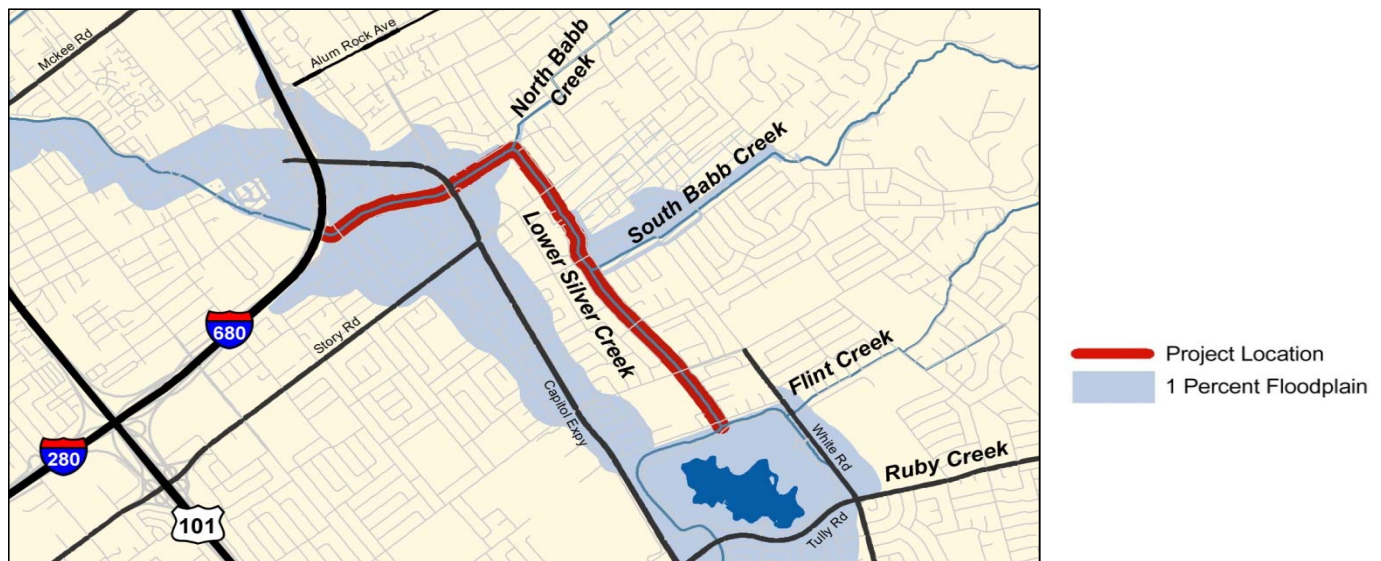 Mckee Rd
Alum Rock Ave
North Babb
Creek
South Babb Creek
Lower Silver Creek
680
Story Rd
Flint Creek
Project Location
1 Percent Floodplain
Capitol Expy
White Rd
280
Ruby Creek
101
Tully Rd